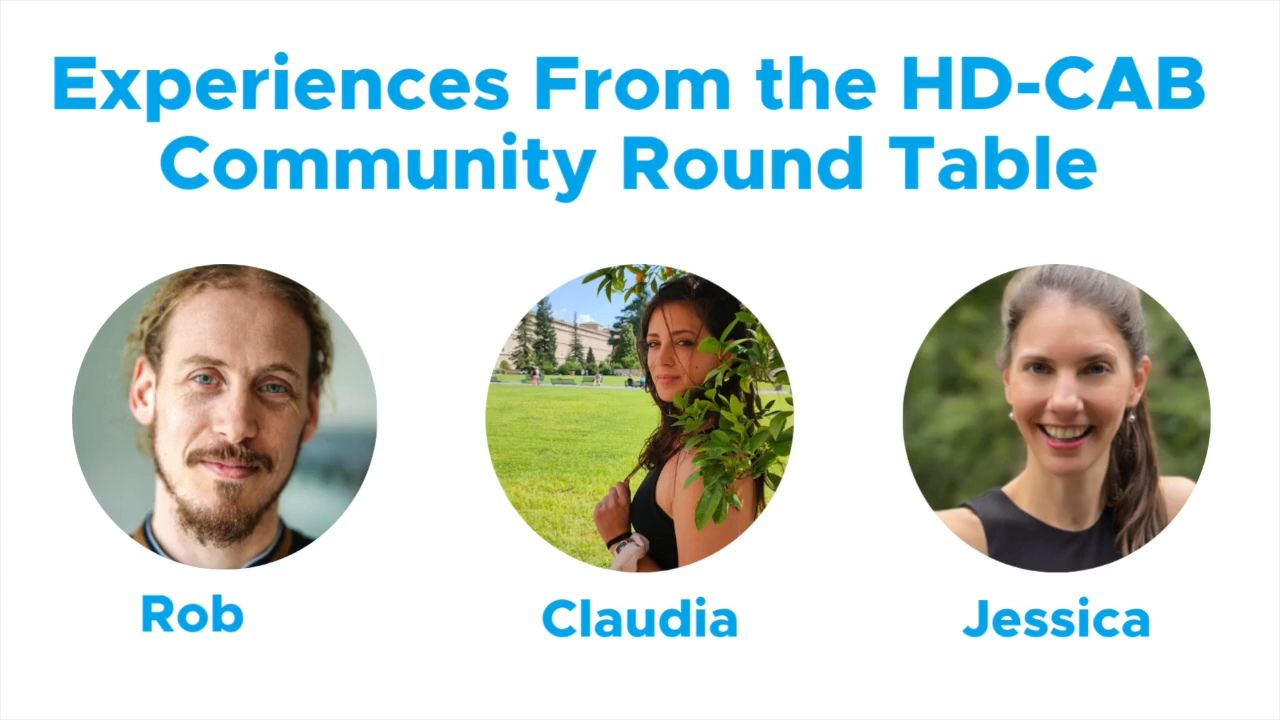 Experiences From the HD-CAB
Community Round Table
Rob
Claudia
Jessica